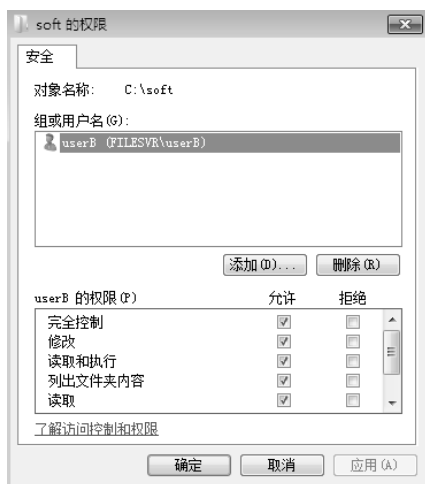 soft 的权限
安全
对象名称: C:\soft
组或用户名(G):
userB (FILESVR\userB)
添加(D)... 删除(R)
userB 的权限(P) 允许 拒绝
完全控制
修改
读取和执行
列出文件夹内容
读取
了解访问控制和权限
确定 取消 应用(A)